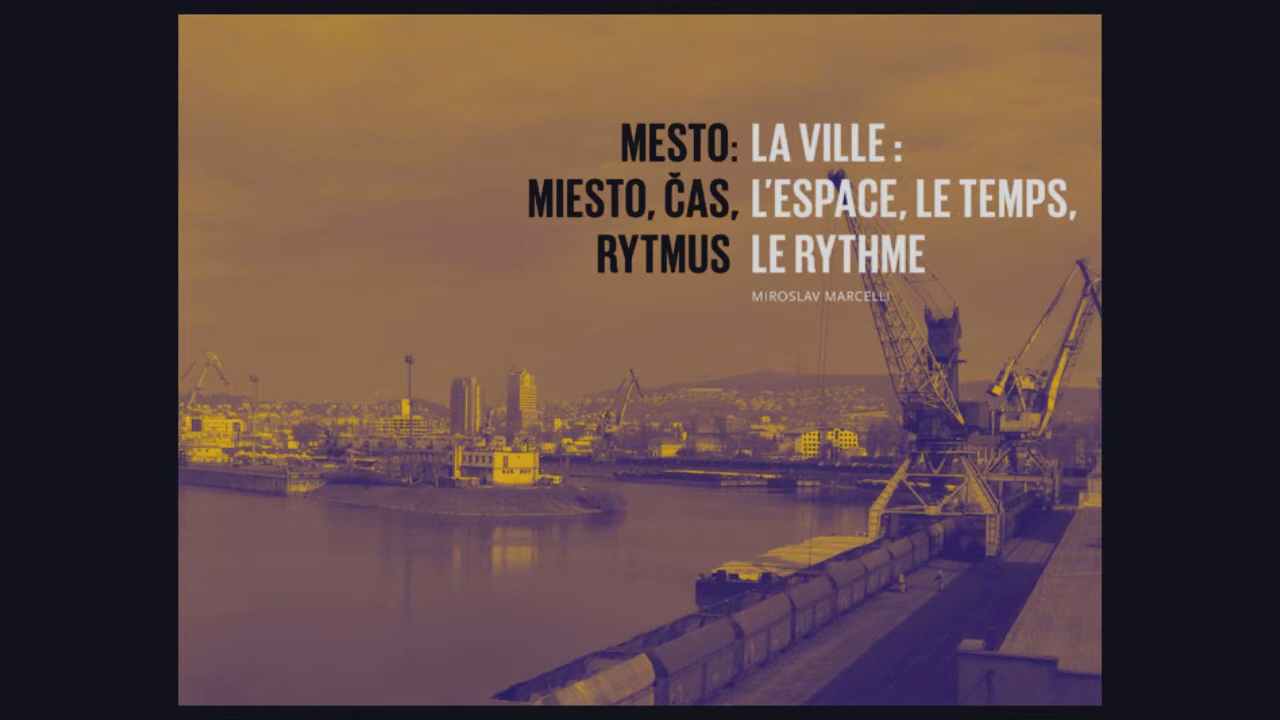 MESTO:
MIESTO, ČAS,
RYTMUS
LA VILLE :
L'ESPACE, LE TEMPS,
LE RYTHME
MIROSLAV MARCELLI